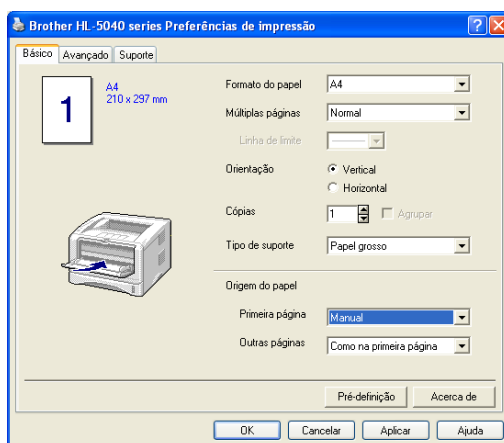 Brother HL-5040 series Preferências de impressão
Básico Avançado Suporte
1
A4
210 x 297 mm
Formato do papel A4
Múltiplas páginas Normal
Linha de limite
Orientação Vertical
Horizontal
Cópias 1 Agrupar
Tipo de suporte Papel grosso
Origem do papel
Primeira página Manual
Outras páginas Como na primeira página
Pré-definição Acerca de
OK Cancelar Aplicar Ajuda